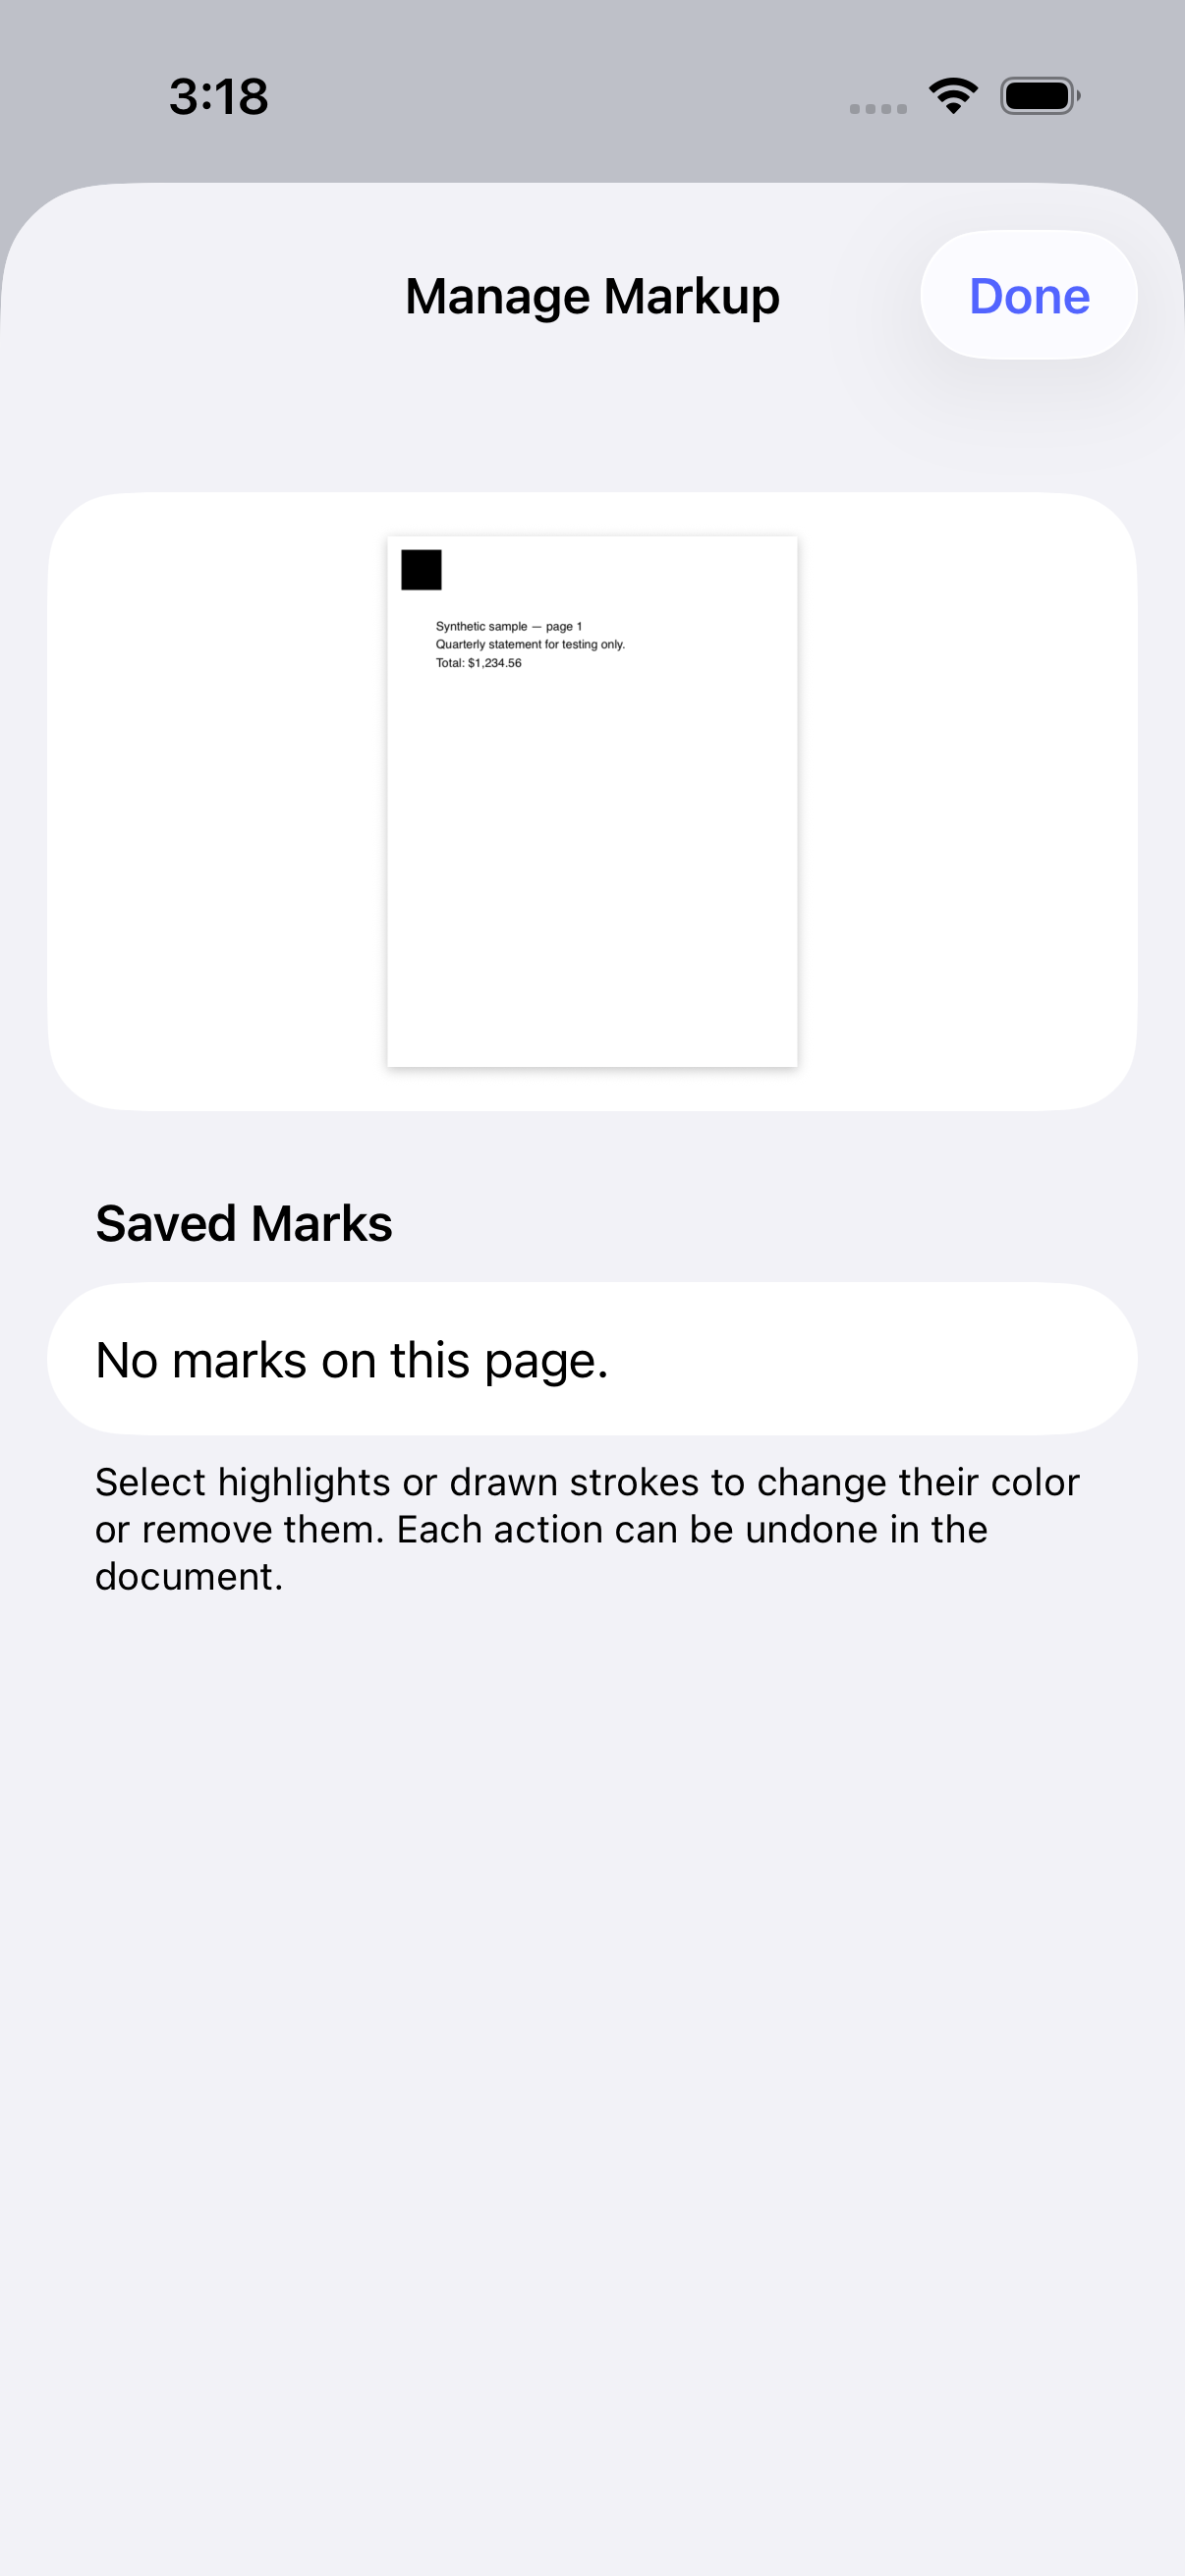 3:18
Manage Markup
Done
Synthetic sample — page 1
Quarterly statement for testing only.
Total: $1,234.56
Saved Marks
No marks on this page.
Select highlights or drawn strokes to change their color
or remove them. Each action can be undone in the
document.